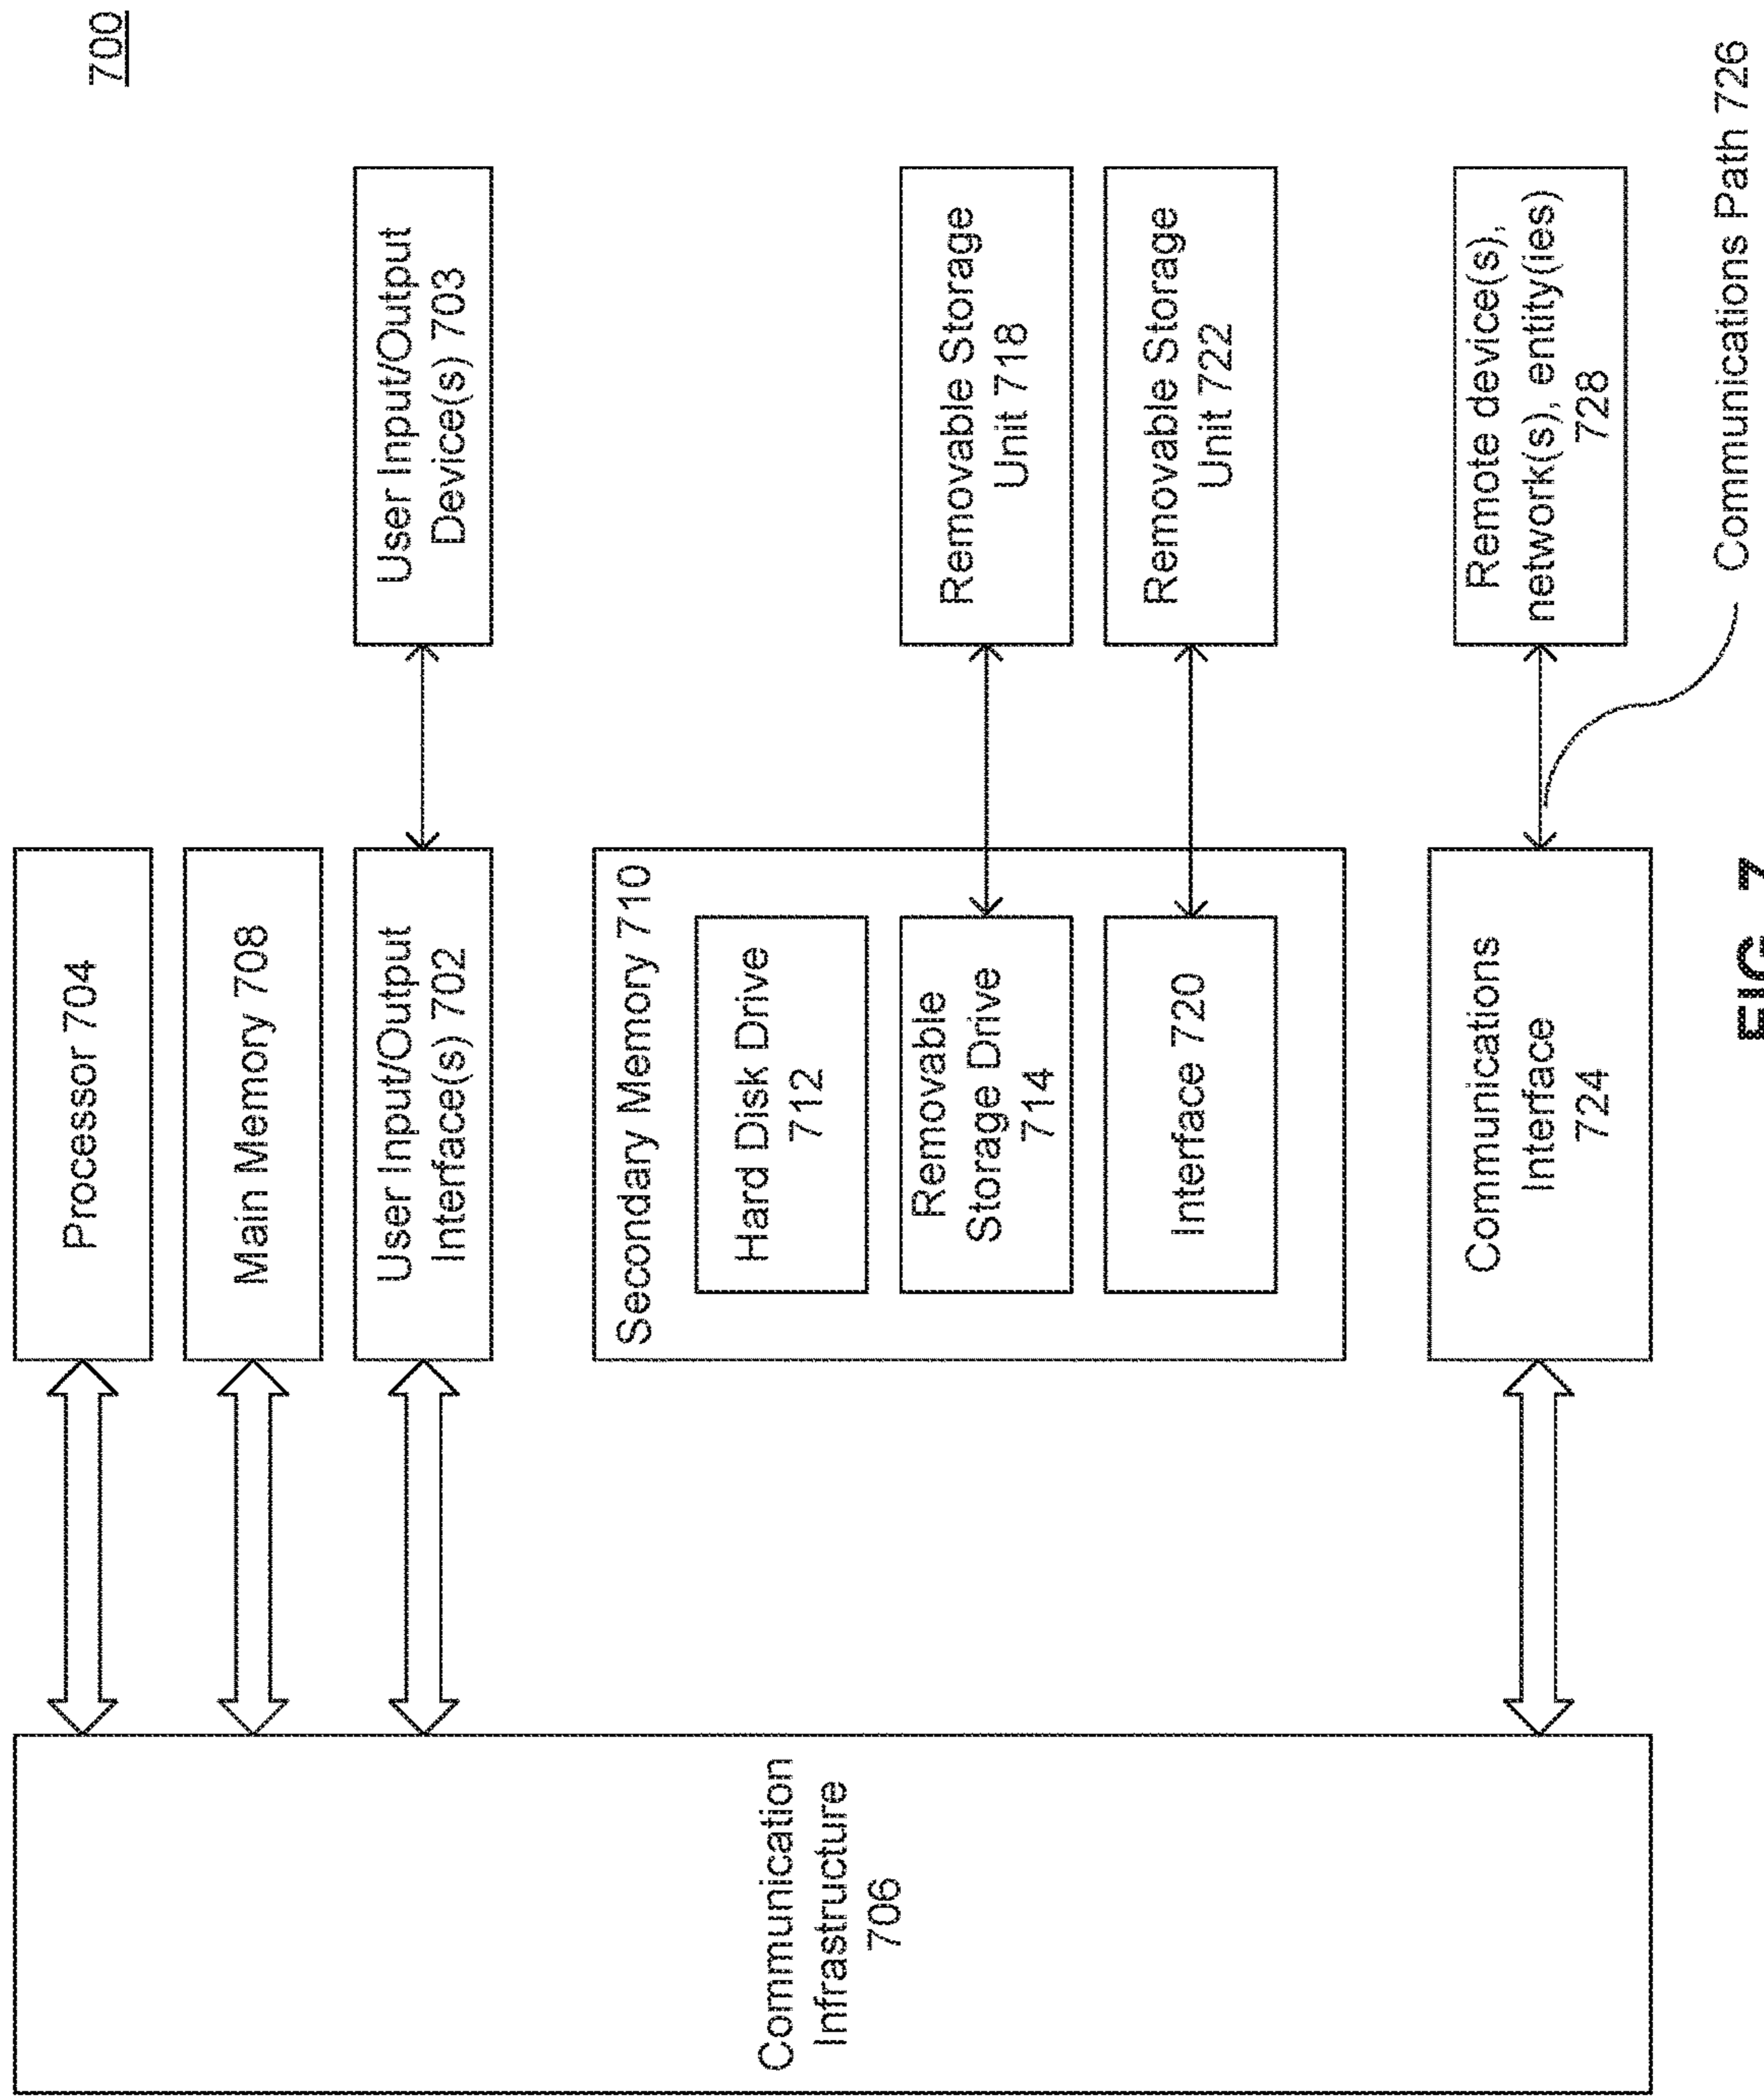 700
Processor 704
Main Memory 708
User Input/Output
Interface(s) 702
User Input/Output
Device(s) 703
Secondary Memory 710
Hard Disk Drive
712
Removable
Storage Drive
714
Removable Storage
Unit 718
Interface 720
Removable Storage
Unit 722
Communications
Interface
724
Remote device(s),
network(s), entity(ies)
728
Communications Path 726
Communication
Infrastructure
706
FIG. 7